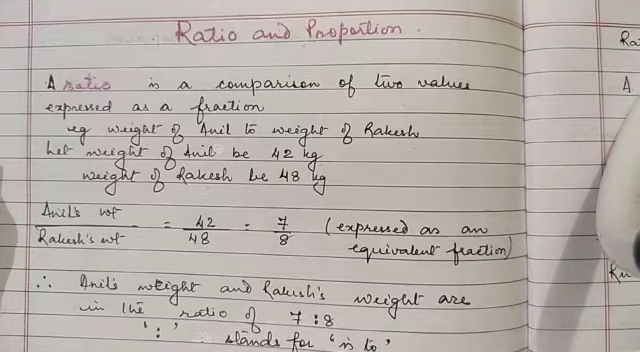 Ratio and Proportion.
A ratio is a comparison of two values
expressed as a fraction
eg weight of Anil to weight of Rakesh
Let weight of Anil be 42 kg
weight of Rakesh be 48 kg
Anil's wt / Rakesh's wt = 42/48 = 7/8 (expressed as an
equivalent fraction)
∴ Anil's weight and Rakesh's weight are
in the ratio of 7:8
':' stands for 'is to'
Ra
A